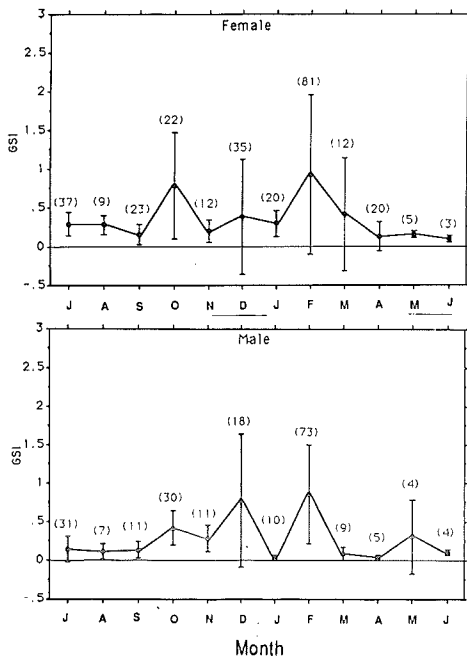 Female
3
2.5
2
1.5
1
.5
0
-.5
GSI
(37) (9) (23) (22) (12) (35) (20) (81) (12) (20) (5) (3)
J A S O N D J F M A M J
Male
3
2.5
2
1.5
1
.5
0
-.5
GSI
(31) (7) (11) (30) (11) (18) (10) (73) (9) (5) (4) (4)
J A S O N D J F M A M J
Month